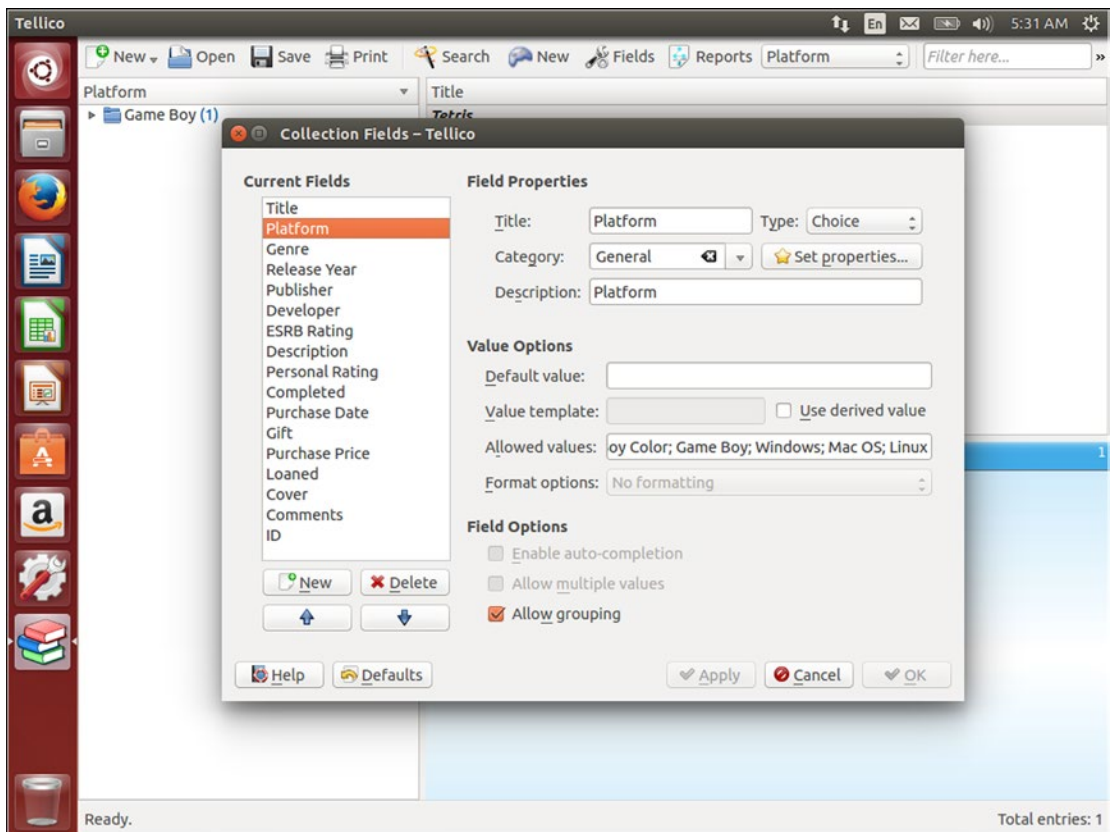 Tellico
En
5:31 AM
New Open Save Print Search New Fields Reports Platform Filter here... »
Platform
Title
Game Boy (1)
Tetris
Collection Fields – Tellico
Current Fields
Title
Platform
Genre
Release Year
Publisher
Developer
ESRB Rating
Description
Personal Rating
Completed
Purchase Date
Gift
Purchase Price
Loaned
Cover
Comments
ID
New Delete
Field Properties
Title: Platform Type: Choice
Category: General Set properties...
Description: Platform
Value Options
Default value:
Value template: Use derived value
Allowed values: oy Color; Game Boy; Windows; Mac OS; Linux
Format options: No formatting
Field Options
Enable auto-completion
Allow multiple values
Allow grouping
Help Defaults Apply Cancel OK
1
a
Ready.
Total entries: 1